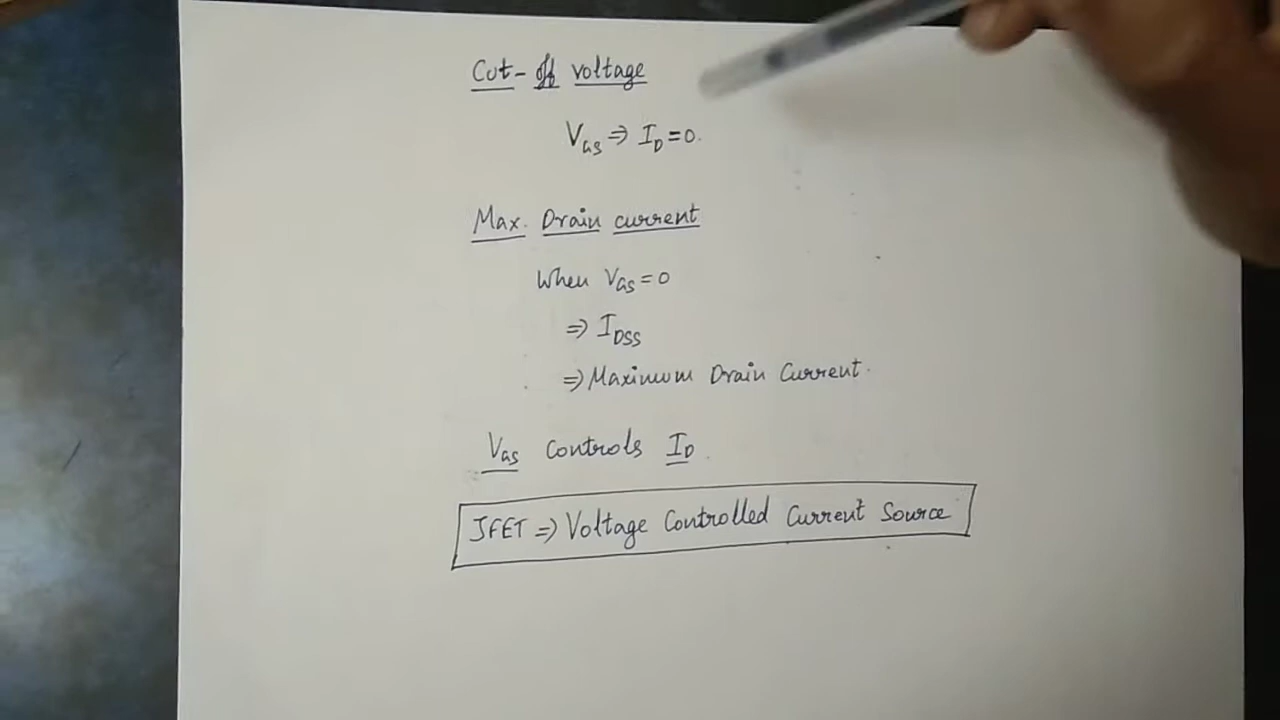 Cut-off voltage
VGS ⇒ ID = 0.
Max. Drain current
When VGS = 0
⇒ IDSS
⇒ Maximum Drain Current.
VGS Controls ID.
JFET ⇒ Voltage Controlled Current Source